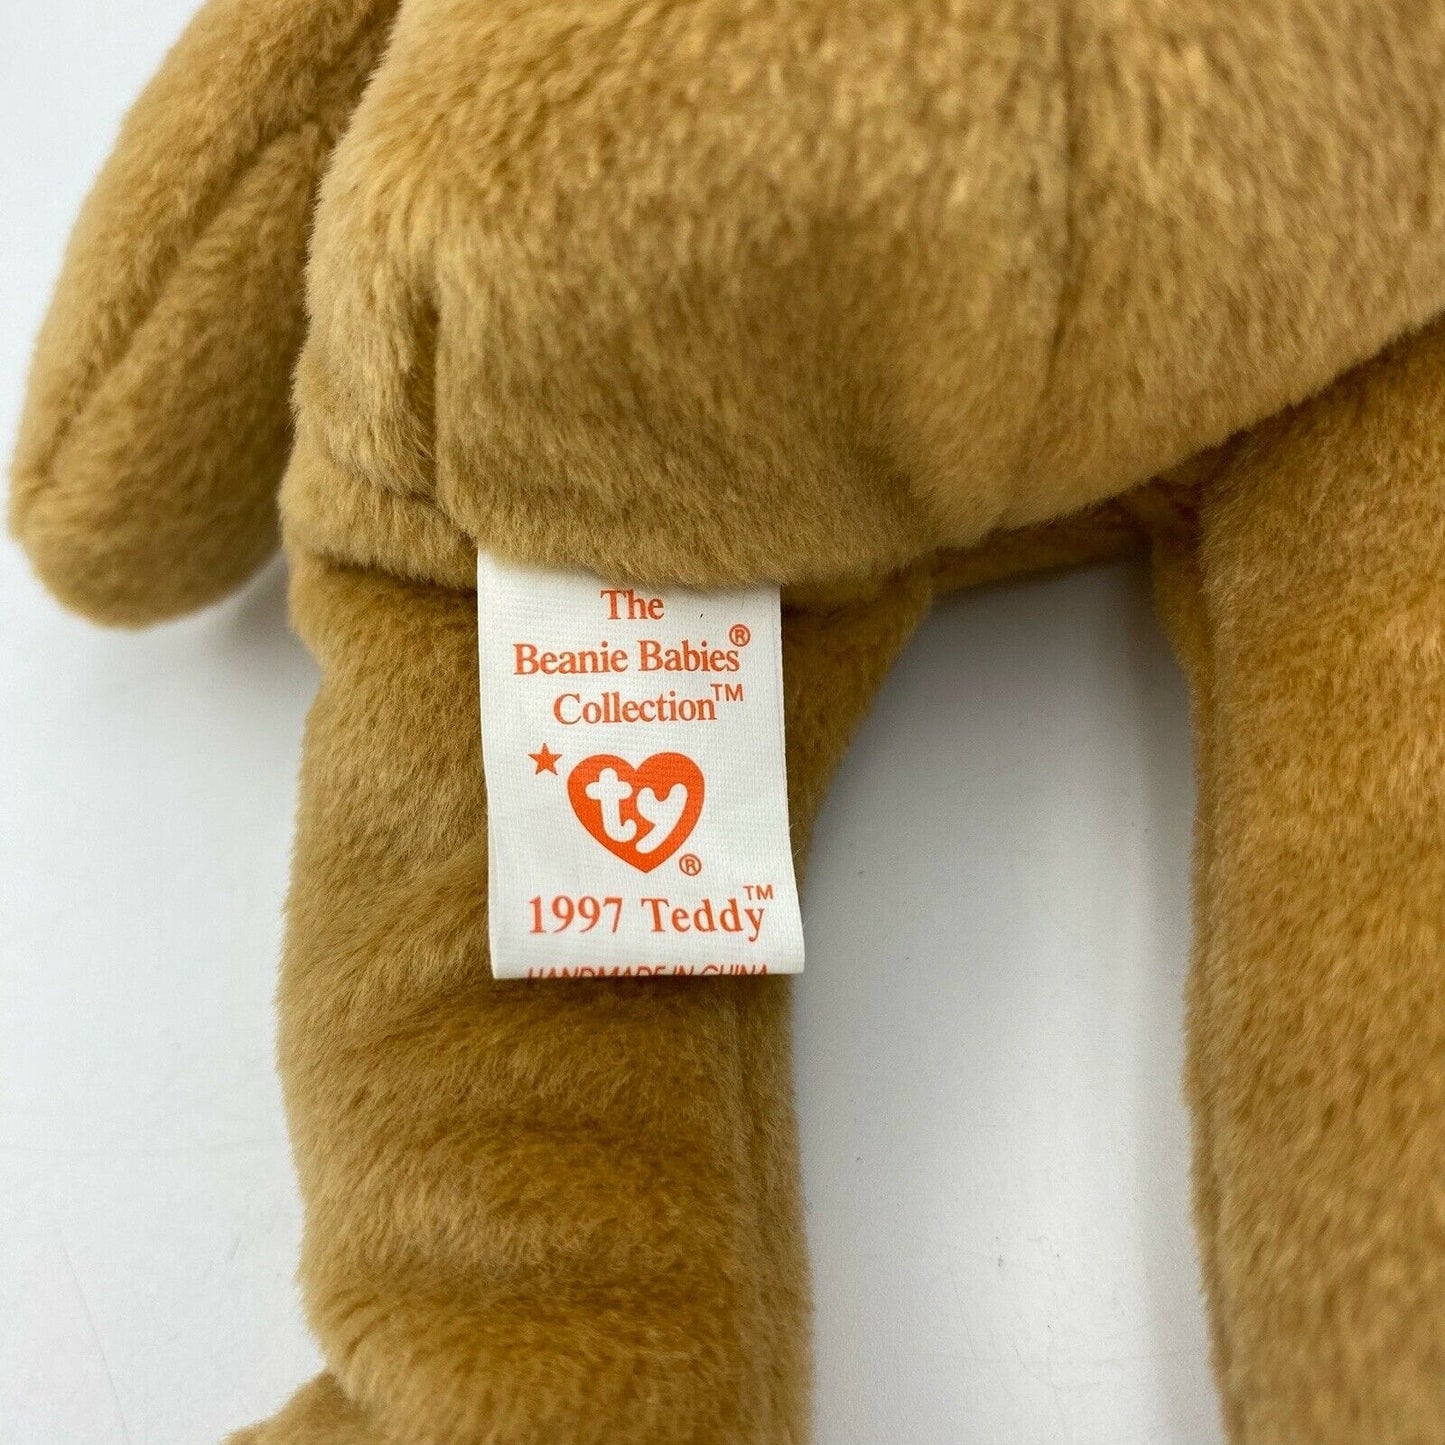 The
Beanie Babies®
Collection™
ty®
1997 Teddy™
HANDMADE IN CHINA